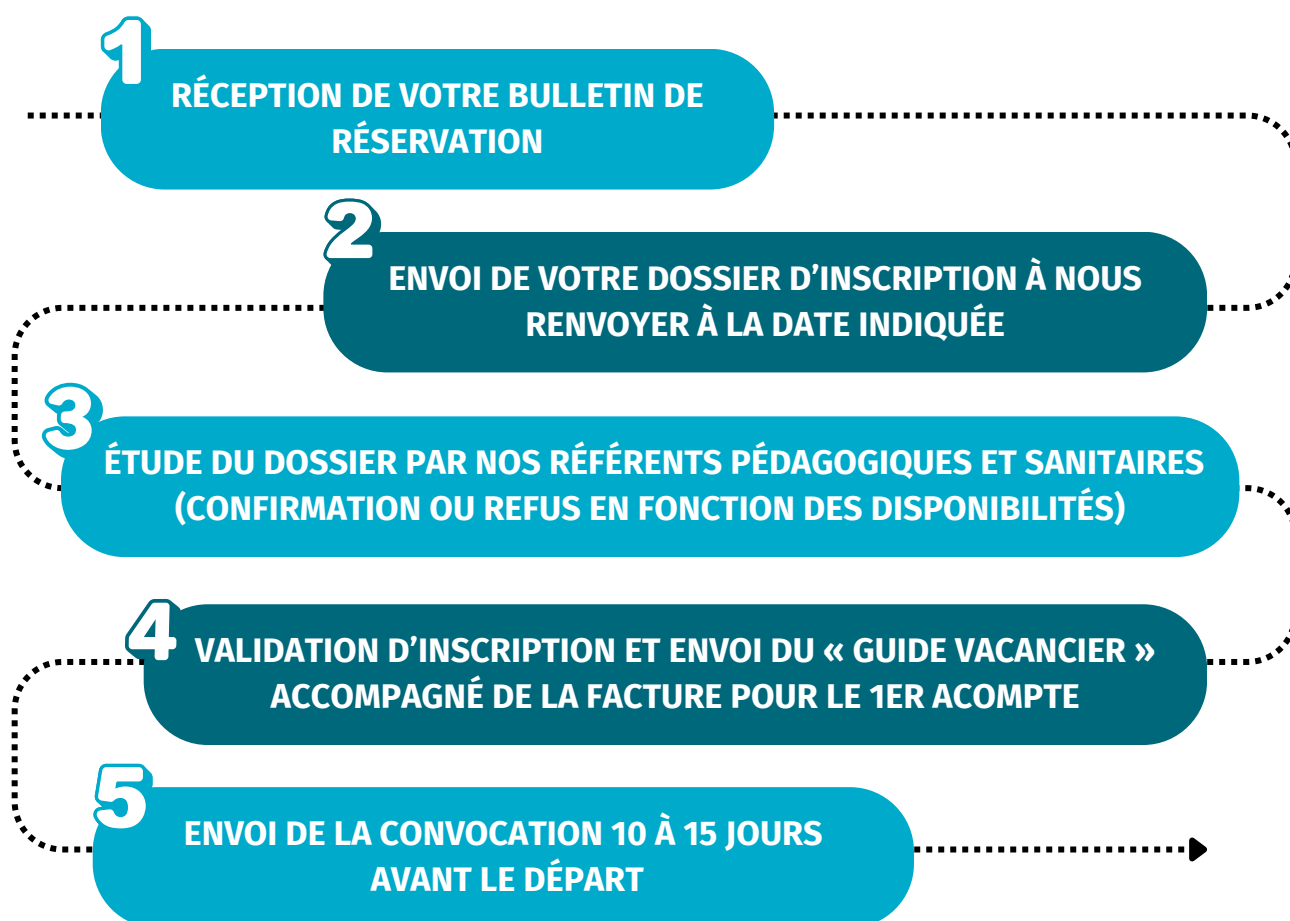 1
RÉCEPTION DE VOTRE BULLETIN DE
RÉSERVATION
2
ENVOI DE VOTRE DOSSIER D’INSCRIPTION À NOUS
RENVOYER À LA DATE INDIQUÉE
3
ÉTUDE DU DOSSIER PAR NOS RÉFÉRENTS PÉDAGOGIQUES ET SANITAIRES
(CONFIRMATION OU REFUS EN FONCTION DES DISPONIBILITÉS)
4
VALIDATION D’INSCRIPTION ET ENVOI DU « GUIDE VACANCIER »
ACCOMPAGNÉ DE LA FACTURE POUR LE 1ER ACOMPTE
5
ENVOI DE LA CONVOCATION 10 À 15 JOURS
AVANT LE DÉPART